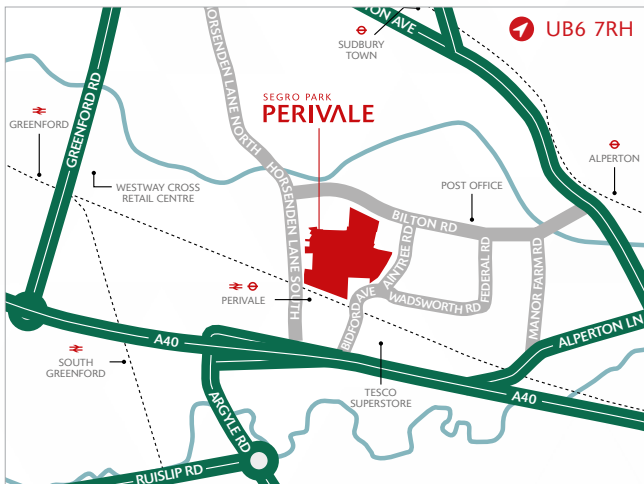 TON AVE
UB6 7RH
SUDBURY
TOWN
SEGRO PARK
PERIVALE
GREENFORD RD
HORSENDEN LANE NORTH
GREENFORD
ALPERTON
WESTWAY CROSS
RETAIL CENTRE
POST OFFICE
HORSENDEN LANE SOUTH
BILTON RD
AINTREE RD
FEDERAL RD
MANOR FARM RD
PERIVALE
BIDFORD AVE
WADSWORTH RD
A40
ALPERTON LN
SOUTH
GREENFORD
TESCO
SUPERSTORE
A40
ARGYLE RD
RUISLIP RD